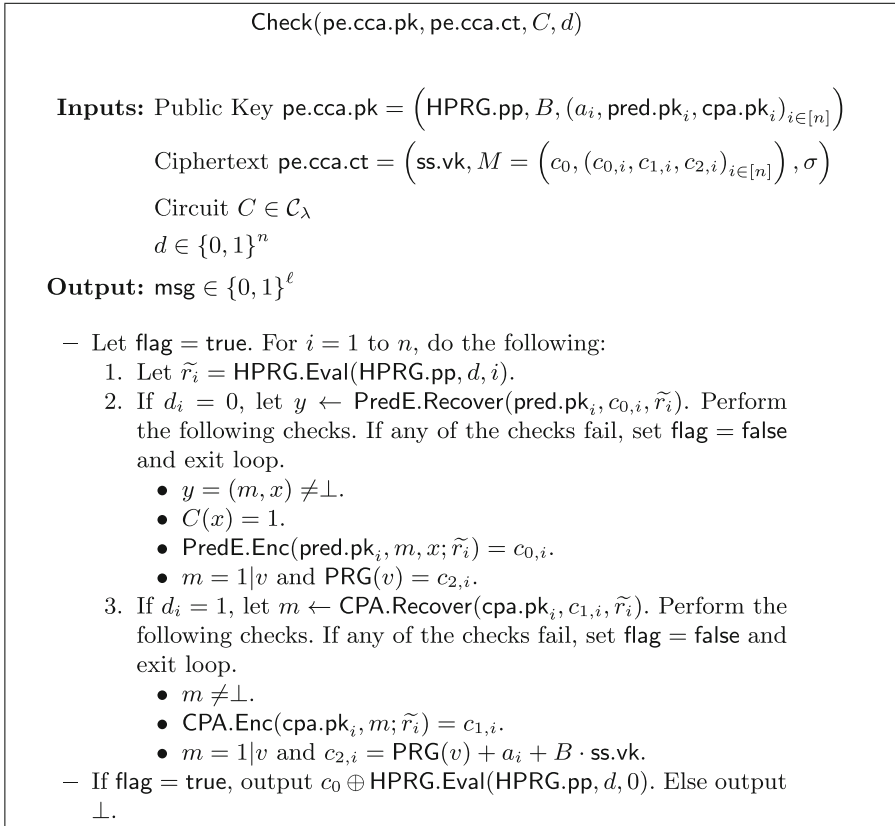 Check(pe.cca.pk, pe.cca.ct, C, d)
Inputs: Public Key pe.cca.pk = (HPRG.pp, B, (a_i, pred.pk_i, cpa.pk_i)_{i∈[n]})
Ciphertext pe.cca.ct = (ss.vk, M = (c_0, (c_{0,i}, c_{1,i}, c_{2,i})_{i∈[n]}), σ)
Circuit C ∈ 𝒞_λ
d ∈ {0, 1}^n
Output: msg ∈ {0, 1}^ℓ
– Let flag = true. For i = 1 to n, do the following:
1. Let r̃_i = HPRG.Eval(HPRG.pp, d, i).
2. If d_i = 0, let y ← PredE.Recover(pred.pk_i, c_{0,i}, r̃_i). Perform
the following checks. If any of the checks fail, set flag = false
and exit loop.
• y = (m, x) ≠⊥.
• C(x) = 1.
• PredE.Enc(pred.pk_i, m, x; r̃_i) = c_{0,i}.
• m = 1|v and PRG(v) = c_{2,i}.
3. If d_i = 1, let m ← CPA.Recover(cpa.pk_i, c_{1,i}, r̃_i). Perform the
following checks. If any of the checks fail, set flag = false and
exit loop.
• m ≠⊥.
• CPA.Enc(cpa.pk_i, m; r̃_i) = c_{1,i}.
• m = 1|v and c_{2,i} = PRG(v) + a_i + B · ss.vk.
– If flag = true, output c_0 ⊕ HPRG.Eval(HPRG.pp, d, 0). Else output
⊥.